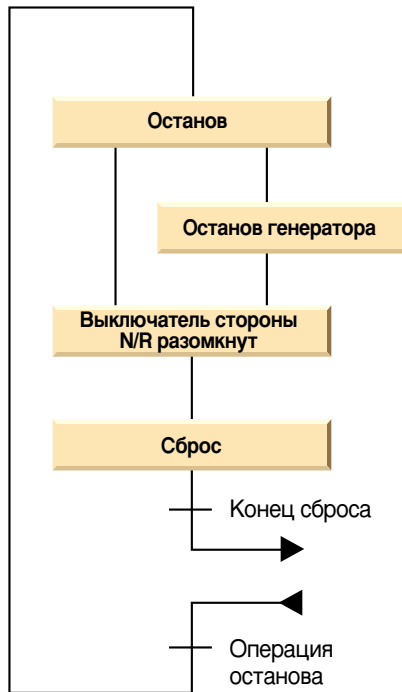 Останов
Останов генератора
Выключатель стороны
N/R разомкнут
Сброс
Конец сброса
Операция
останова